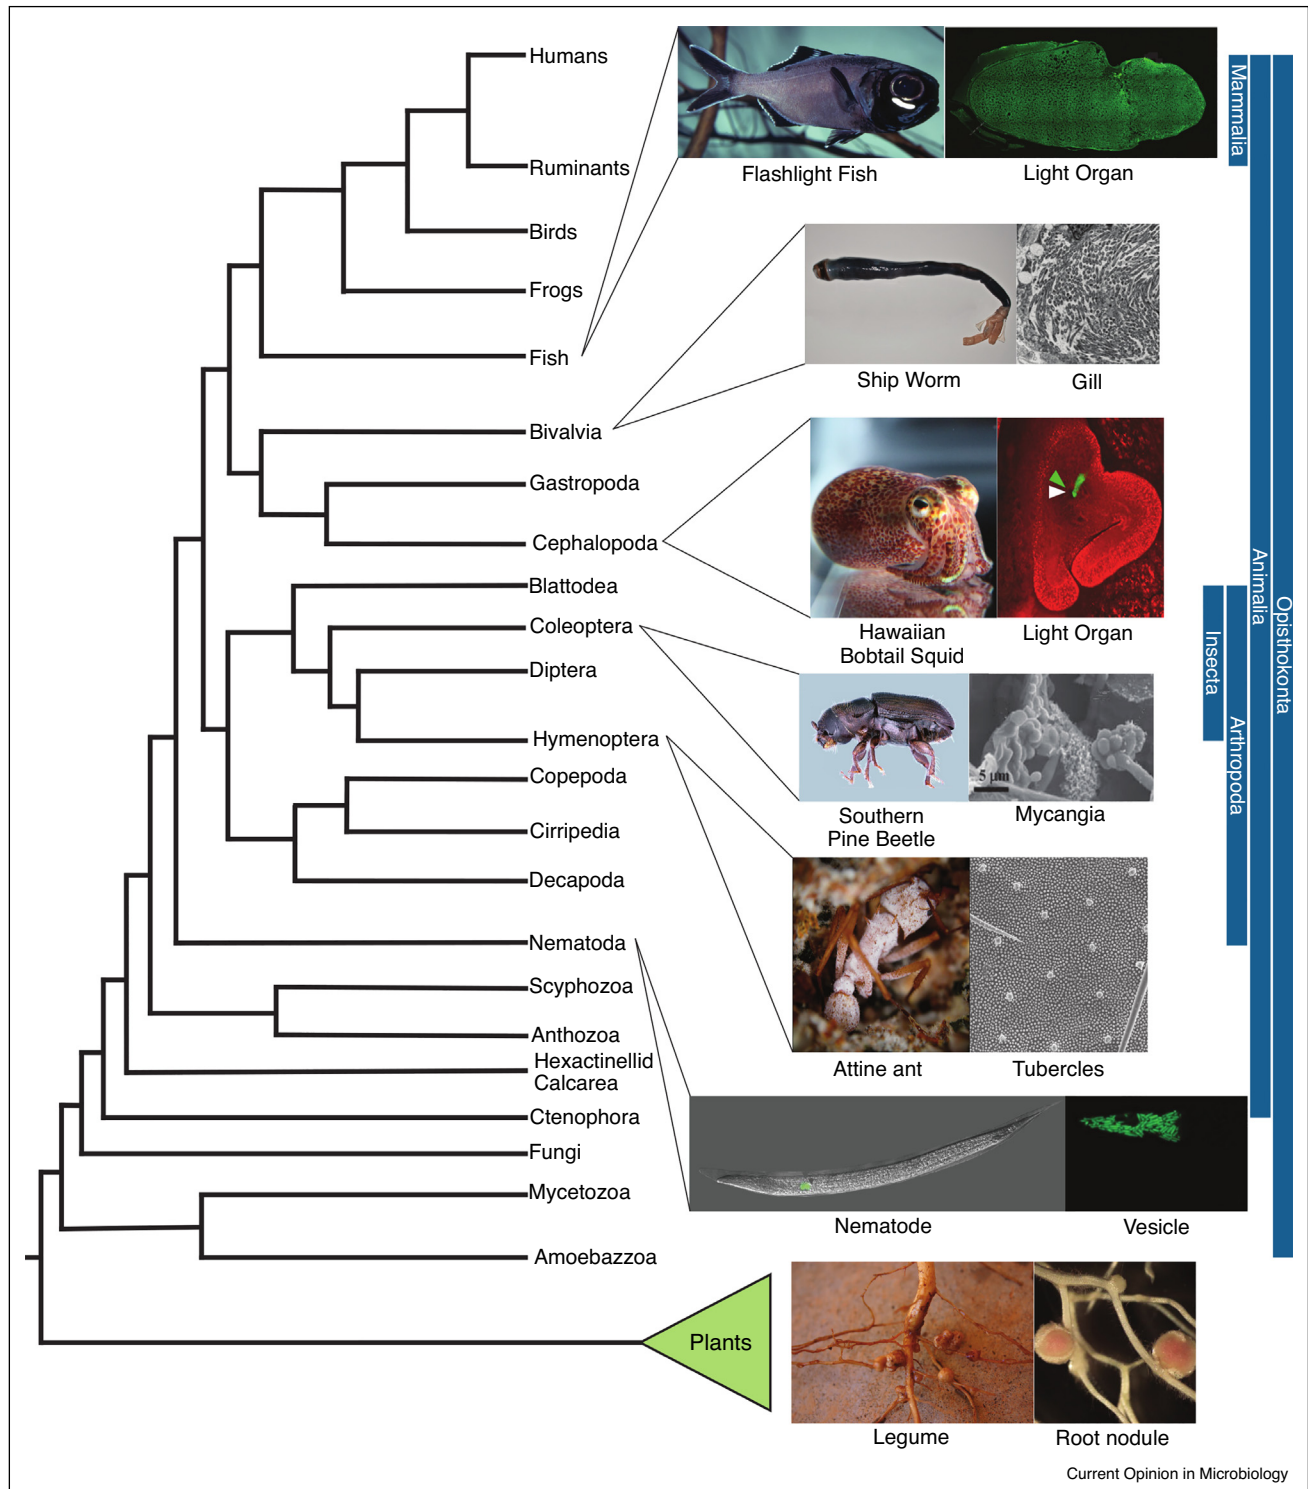 Humans
Ruminants
Birds
Frogs
Fish
Bivalvia
Gastropoda
Cephalopoda
Blattodea
Coleoptera
Diptera
Hymenoptera
Copepoda
Cirripedia
Decapoda
Nematoda
Scyphozoa
Anthozoa
Hexactinellid
Calcarea
Ctenophora
Fungi
Mycetozoa
Amoebazzoa
Plants
Flashlight Fish
Light Organ
Ship Worm
Gill
Hawaiian
Bobtail Squid
Light Organ
Southern
Pine Beetle
5 μm
Mycangia
Attine ant
Tubercles
Nematode
Vesicle
Legume
Root nodule
Mammalia
Animalia
Opisthokonta
Insecta
Arthropoda
Current Opinion in Microbiology